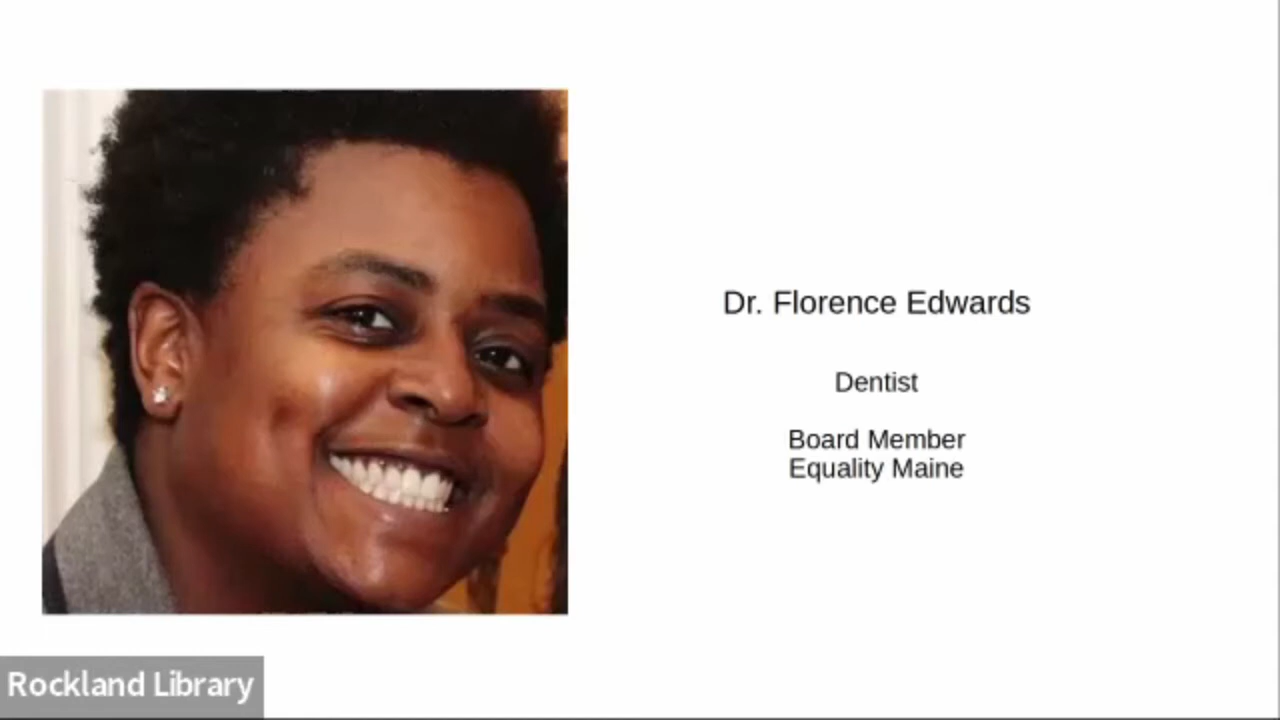 Dr. Florence Edwards
Dentist
Board Member
Equality Maine
Rockland Library